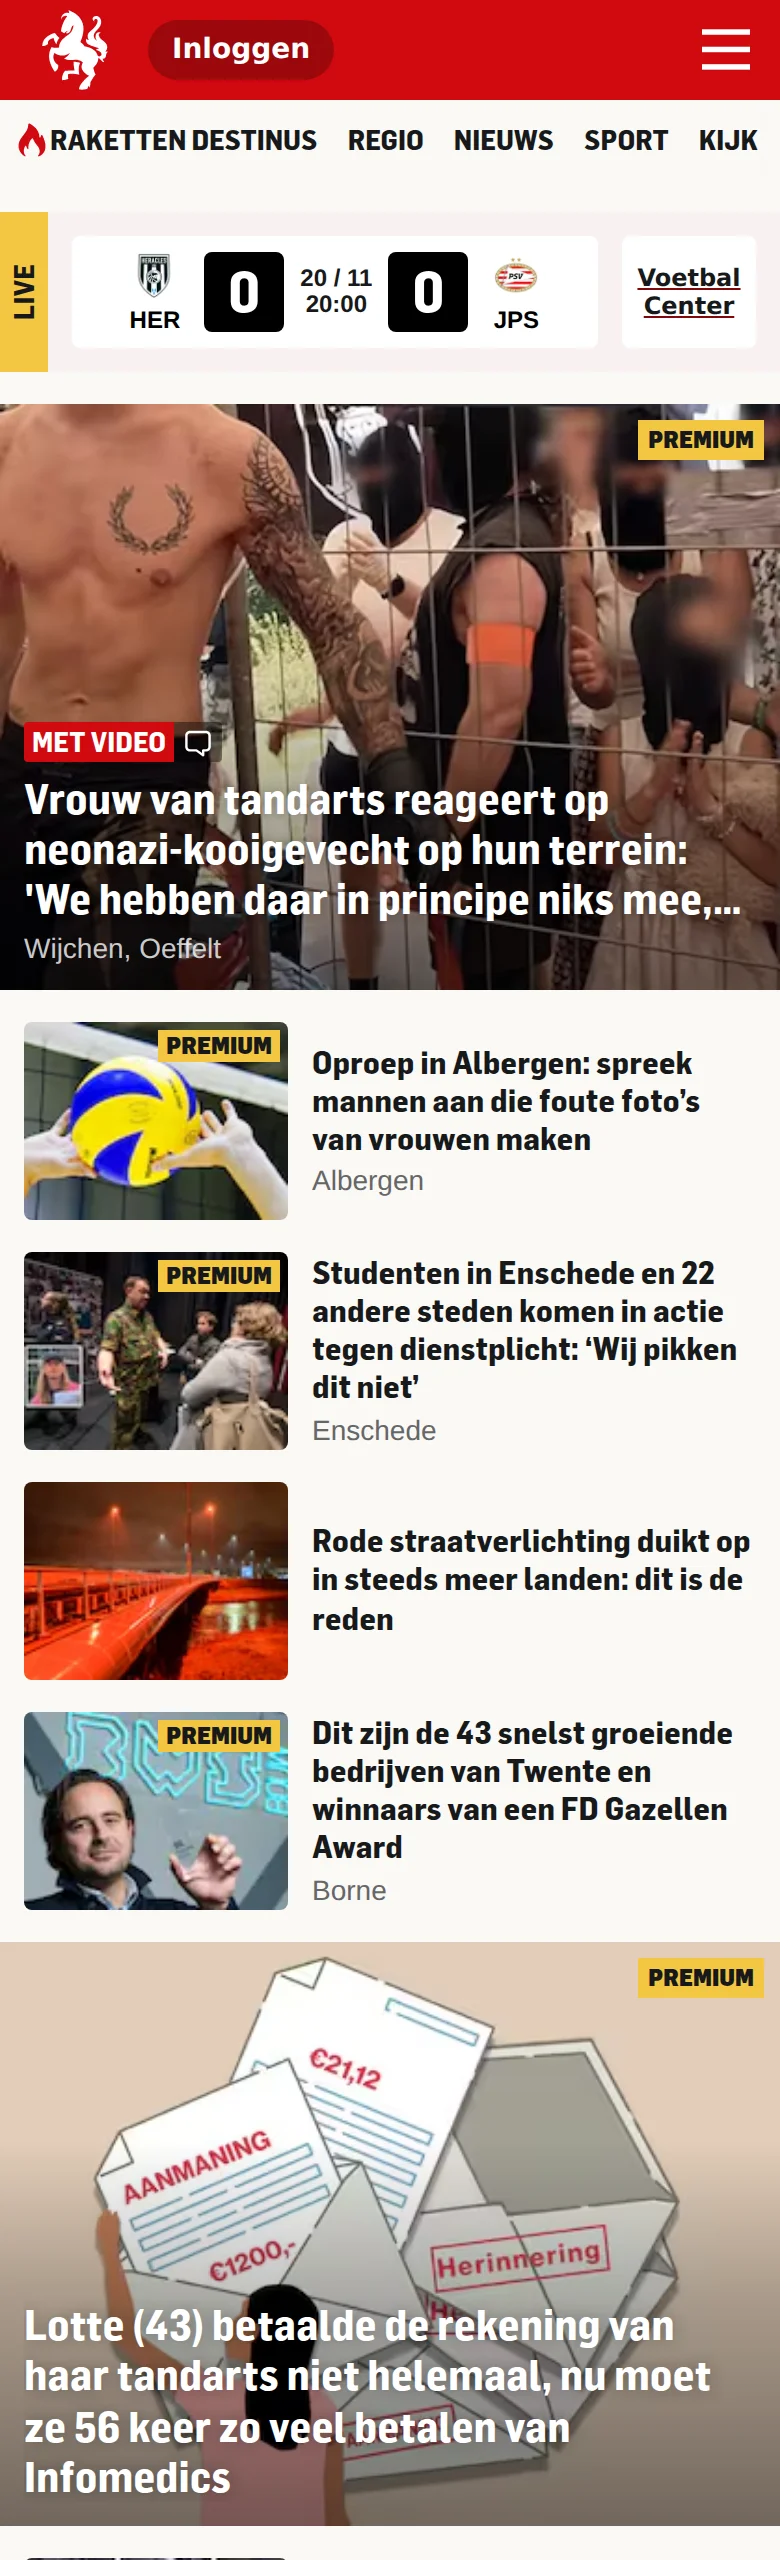 Inloggen
RAKETTEN DESTINUS REGIO NIEUWS SPORT KIJK
LIVE
HERACLES
HER
0
20 / 11
20:00
0
PSV
JPS
Voetbal
Center
PREMIUM
MET VIDEO
Vrouw van tandarts reageert op
neonazi-kooigevecht op hun terrein:
'We hebben daar in principe niks mee,...
Wijchen, Oeffelt
PREMIUM
Oproep in Albergen: spreek
mannen aan die foute foto’s
van vrouwen maken
Albergen
PREMIUM
Studenten in Enschede en 22
andere steden komen in actie
tegen dienstplicht: ‘Wij pikken
dit niet’
Enschede
Rode straatverlichting duikt op
in steeds meer landen: dit is de
reden
PREMIUM
Dit zijn de 43 snelst groeiende
bedrijven van Twente en
winnaars van een FD Gazellen
Award
Borne
PREMIUM
€21,12
AANMANING
€1200,-
Herinnering
Lotte (43) betaalde de rekening van
haar tandarts niet helemaal, nu moet
ze 56 keer zo veel betalen van
Infomedics